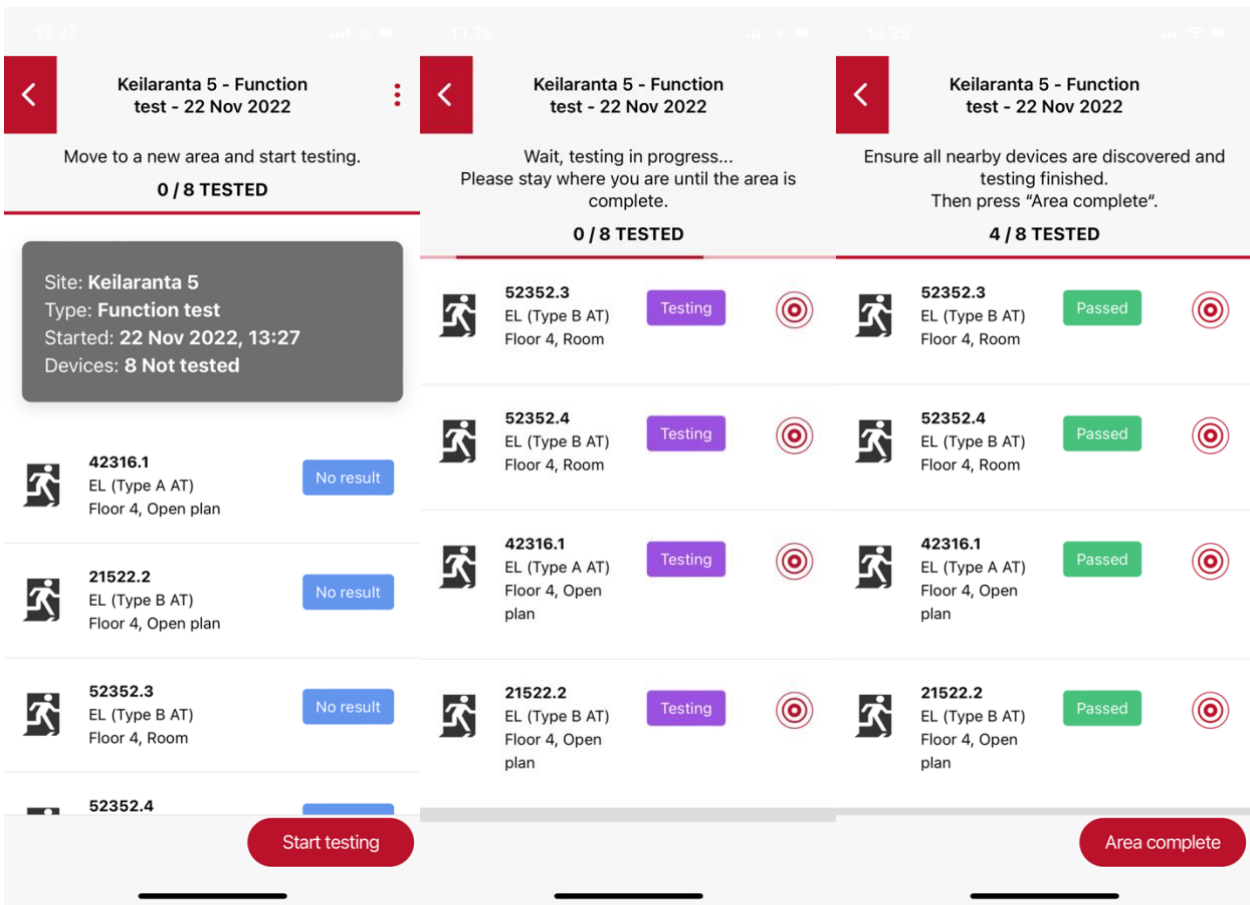 13.27
Keilaranta 5 - Function
test - 22 Nov 2022
Move to a new area and start testing.
0 / 8 TESTED
Site: Keilaranta 5
Type: Function test
Started: 22 Nov 2022, 13:27
Devices: 8 Not tested
42316.1
EL (Type A AT)
Floor 4, Open plan
No result
21522.2
EL (Type B AT)
Floor 4, Open plan
No result
52352.3
EL (Type B AT)
Floor 4, Room
No result
52352.4
Start testing
13.28
Keilaranta 5 - Function
test - 22 Nov 2022
Wait, testing in progress...
Please stay where you are until the area is
complete.
0 / 8 TESTED
52352.3
EL (Type B AT)
Floor 4, Room
Testing
52352.4
EL (Type B AT)
Floor 4, Room
Testing
42316.1
EL (Type A AT)
Floor 4, Open
plan
Testing
21522.2
EL (Type B AT)
Floor 4, Open
plan
Testing
13.29
Keilaranta 5 - Function
test - 22 Nov 2022
Ensure all nearby devices are discovered and
testing finished.
Then press “Area complete“.
4 / 8 TESTED
52352.3
EL (Type B AT)
Floor 4, Room
Passed
52352.4
EL (Type B AT)
Floor 4, Room
Passed
42316.1
EL (Type A AT)
Floor 4, Open
plan
Passed
21522.2
EL (Type B AT)
Floor 4, Open
plan
Passed
Area complete